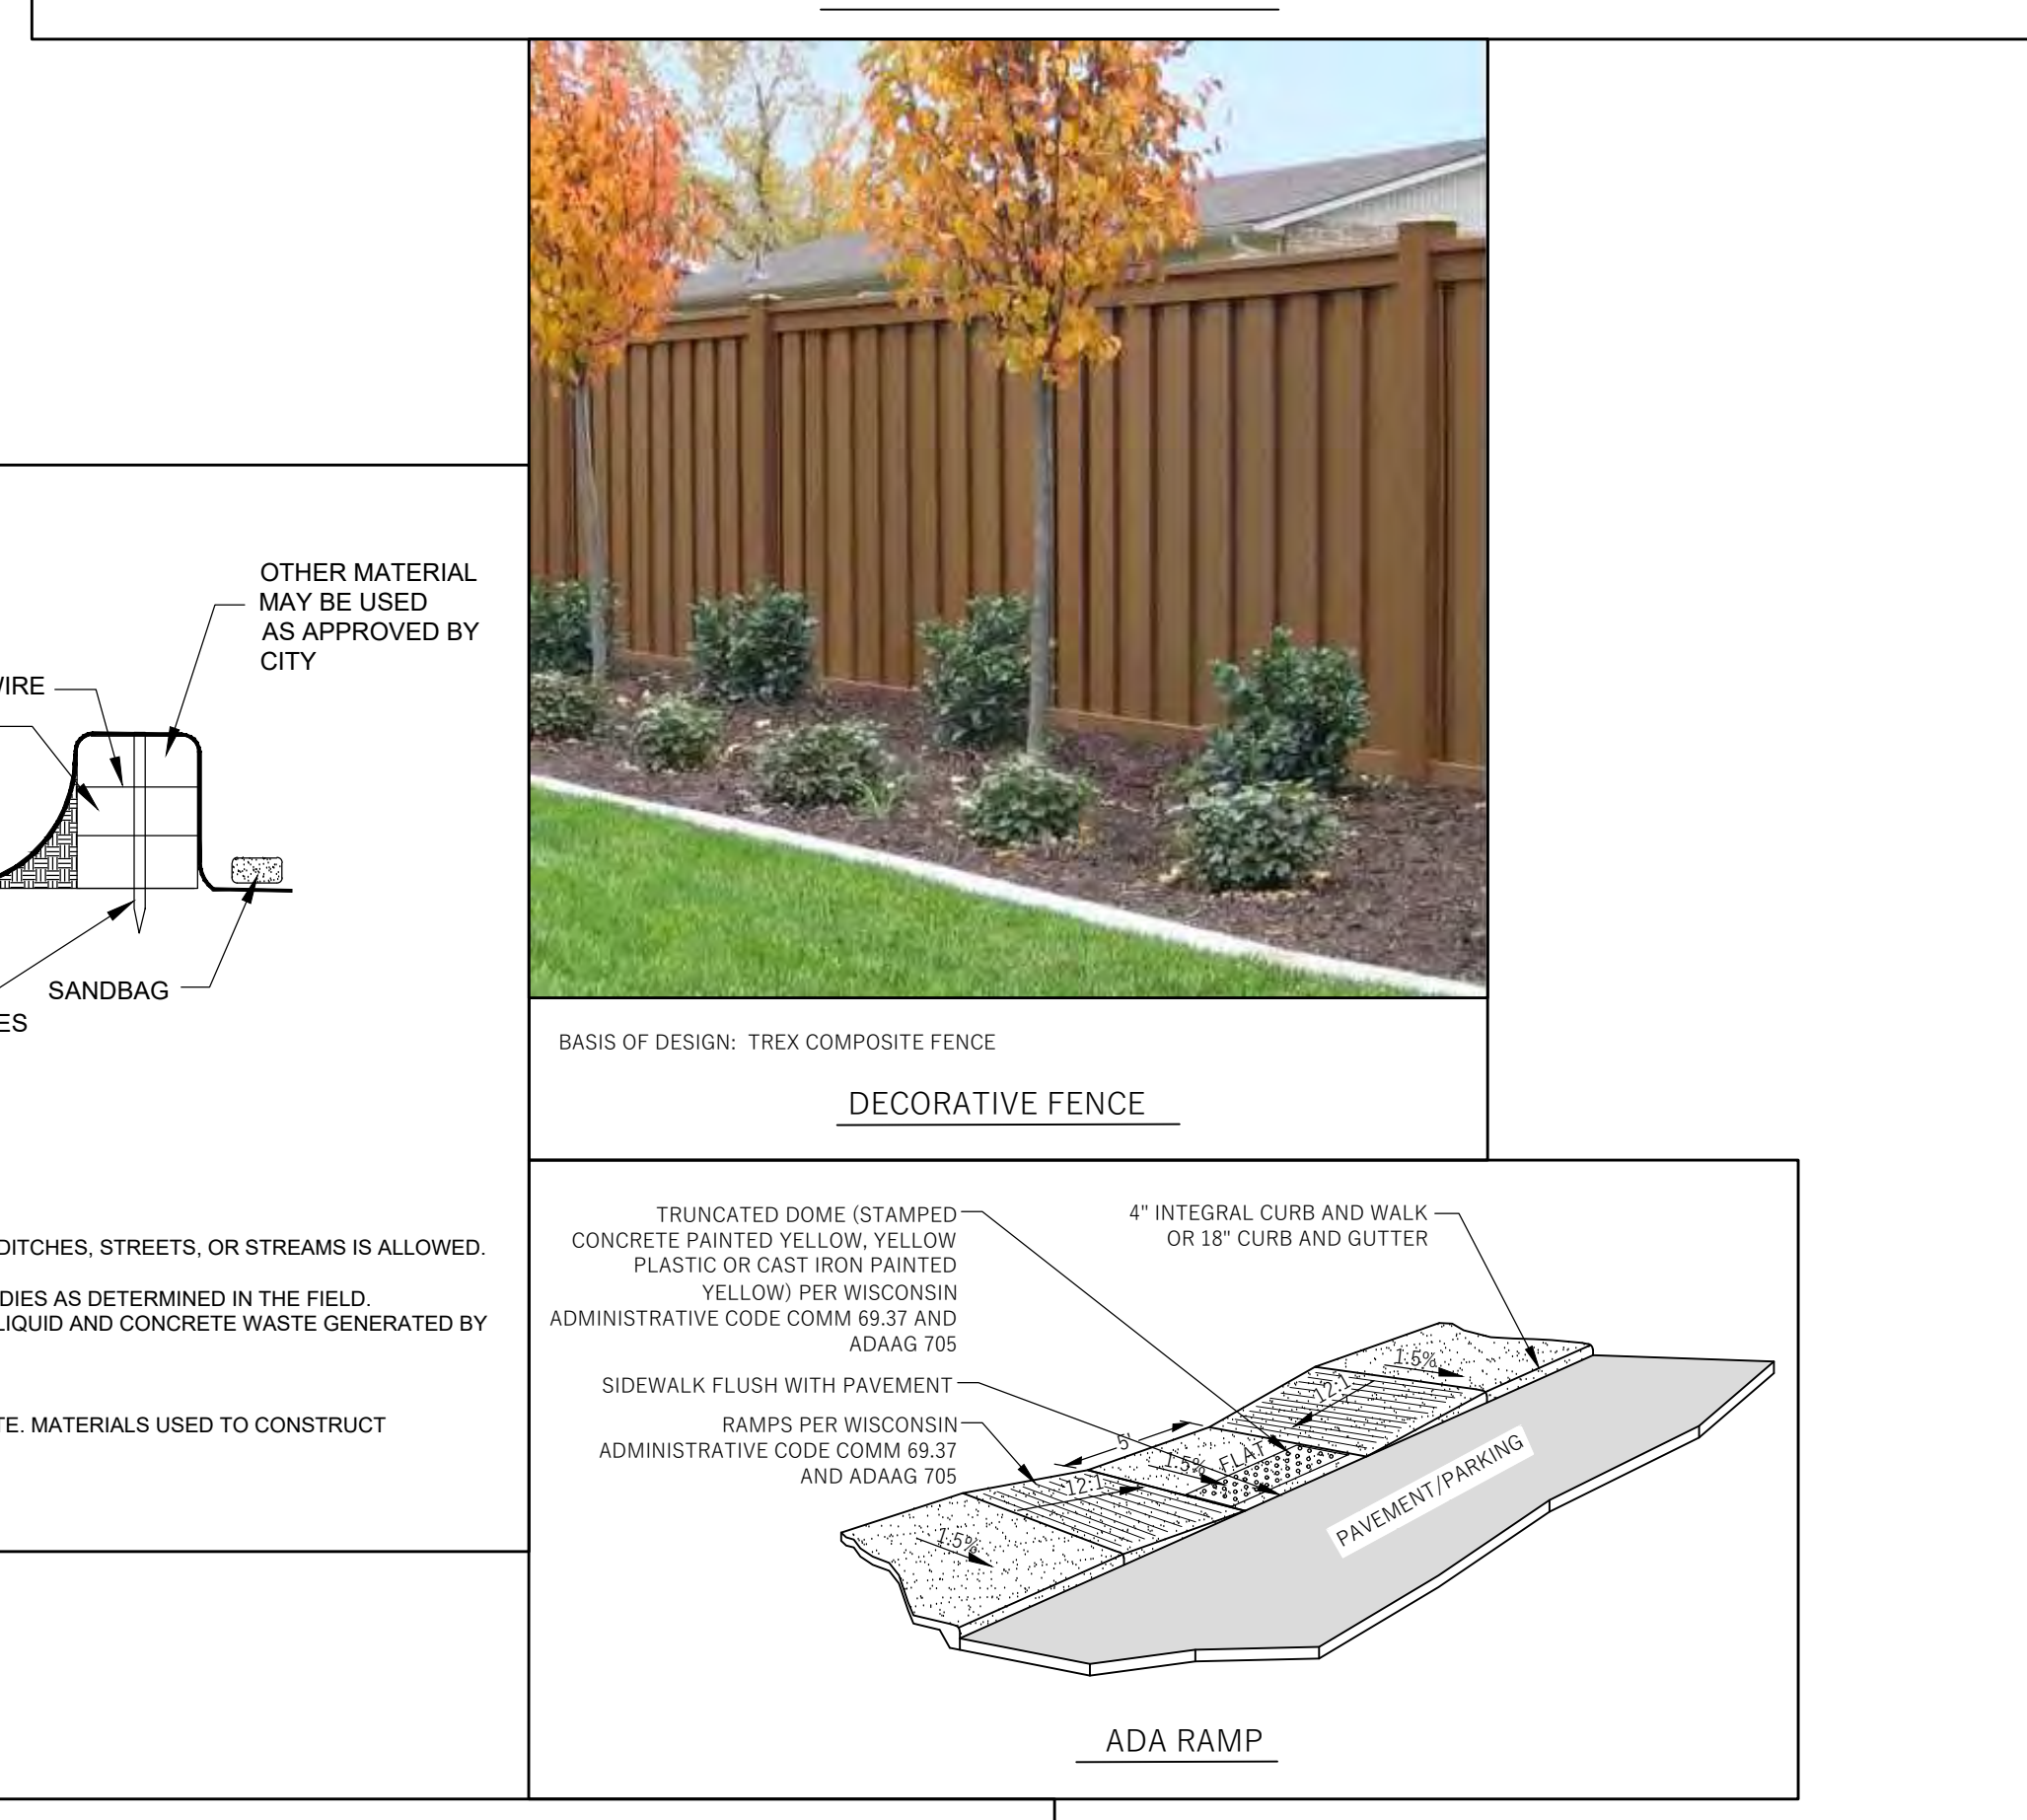 OTHER MATERIAL
MAY BE USED
AS APPROVED BY
CITY
SANDBAG
DITCHES, STREETS, OR STREAMS IS ALLOWED.
AS DETERMINED IN THE FIELD.
LIQUID AND CONCRETE WASTE GENERATED BY
MATERIALS USED TO CONSTRUCT
BASIS OF DESIGN: TREX COMPOSITE FENCE
DECORATIVE FENCE
TRUNCATED DOME (STAMPED
CONCRETE PAINTED YELLOW, YELLOW
PLASTIC OR CAST IRON PAINTED
YELLOW) PER WISCONSIN
ADMINISTRATIVE CODE COMM 69.37 AND
ADAAG 705
4" INTEGRAL CURB AND WALK
OR 18" CURB AND GUTTER
SIDEWALK FLUSH WITH PAVEMENT
RAMPS PER WISCONSIN
ADMINISTRATIVE CODE COMM 69.37
AND ADAAG 705
1.5%
12:1
5'
1.5%
FLAT
12:1
1.5%
PAVEMENT/PARKING
ADA RAMP